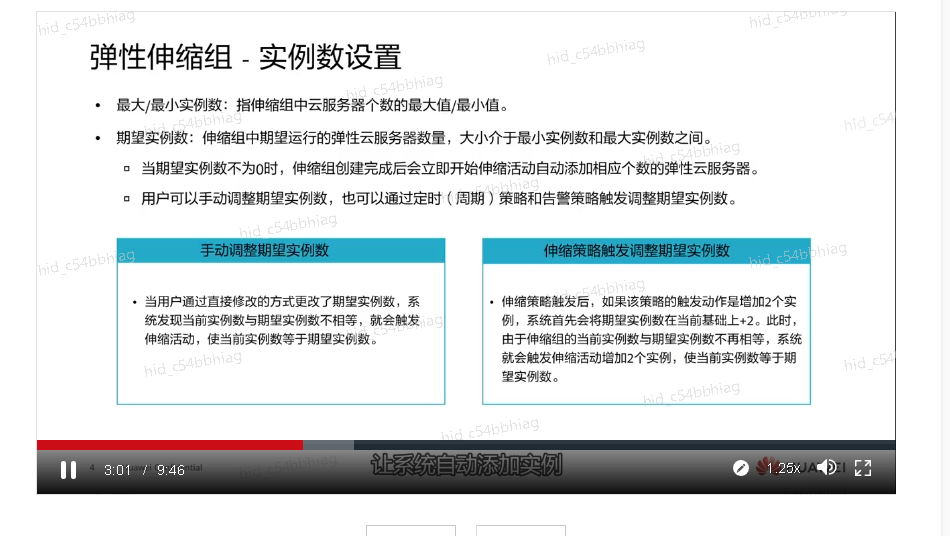 弹性伸缩组 - 实例数设置
• 最大/最小实例数：指伸缩组中云服务器个数的最大值/最小值。
• 期望实例数：伸缩组中期望运行的弹性云服务器数量，大小介于最小实例数和最大实例数之间。
▫ 当期望实例数不为0时，伸缩组创建完成后会立即开始伸缩活动自动添加相应个数的弹性云服务器。
▫ 用户可以手动调整期望实例数，也可以通过定时（周期）策略和告警策略触发调整期望实例数。
手动调整期望实例数
• 当用户通过直接修改的方式更改了期望实例数，系
统发现当前实例数与期望实例数不相等，就会触发
伸缩活动，使当前实例数等于期望实例数。
伸缩策略触发调整期望实例数
• 伸缩策略触发后，如果该策略的触发动作是增加2个实
例，系统首先会将期望实例数在当前基础上+2。此时，
由于伸缩组的当前实例数与期望实例数不再相等，系统
就会触发伸缩活动增加2个实例，使当前实例数等于期
望实例数。
让系统自动添加实例
3:01 / 9:46
1.25x
hid_c54bbhiag